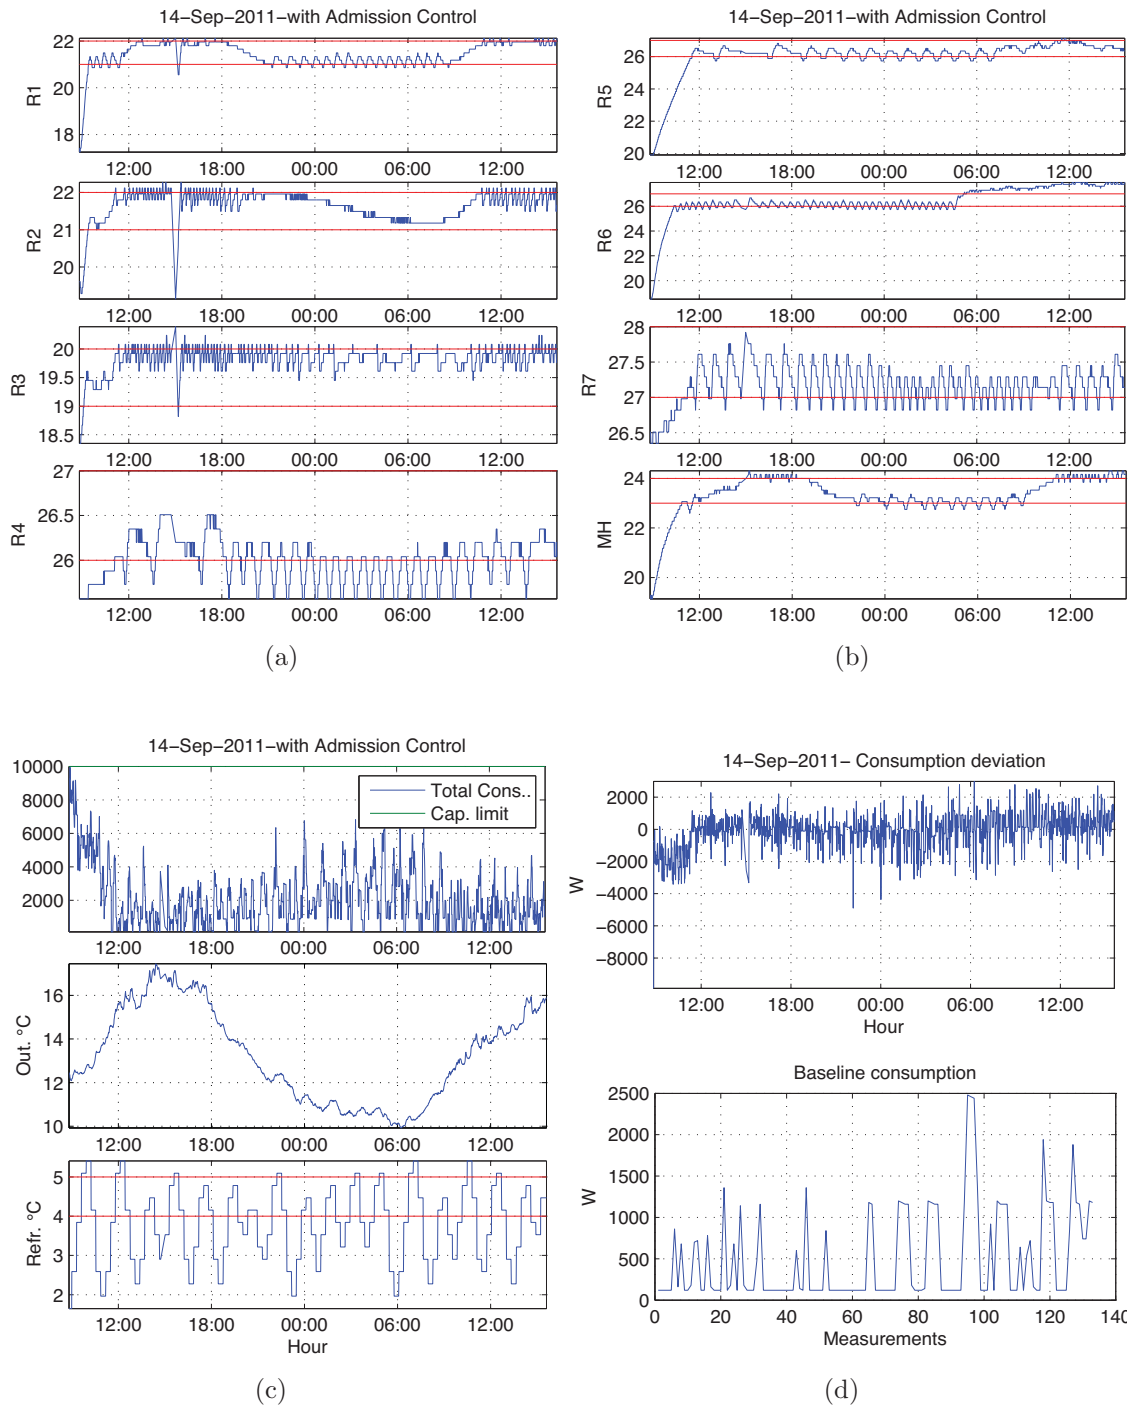 14-Sep-2011-with Admission Control
22
20
18
R1
12:00 18:00 00:00 06:00 12:00
22
21
20
R2
12:00 18:00 00:00 06:00 12:00
20
19.5
19
18.5
R3
12:00 18:00 00:00 06:00 12:00
27
26.5
26
R4
12:00 18:00 00:00 06:00 12:00
(a)
14-Sep-2011-with Admission Control
26
24
22
20
R5
12:00 18:00 00:00 06:00 12:00
26
24
22
20
R6
12:00 18:00 00:00 06:00 12:00
28
27.5
27
26.5
R7
12:00 18:00 00:00 06:00 12:00
24
22
20
MH
12:00 18:00 00:00 06:00 12:00
(b)
14-Sep-2011-with Admission Control
10000
8000
6000
4000
2000
Total Cons..
Cap. limit
12:00 18:00 00:00 06:00 12:00
16
14
12
10
Out. °C
12:00 18:00 00:00 06:00 12:00
5
4
3
2
Refr. °C
12:00 18:00 00:00 06:00 12:00
Hour
(c)
14-Sep-2011- Consumption deviation
2000
0
-2000
-4000
-6000
-8000
W
12:00 18:00 00:00 06:00 12:00
Hour
Baseline consumption
2500
2000
1500
1000
500
0
W
0 20 40 60 80 100 120 140
Measurements
(d)